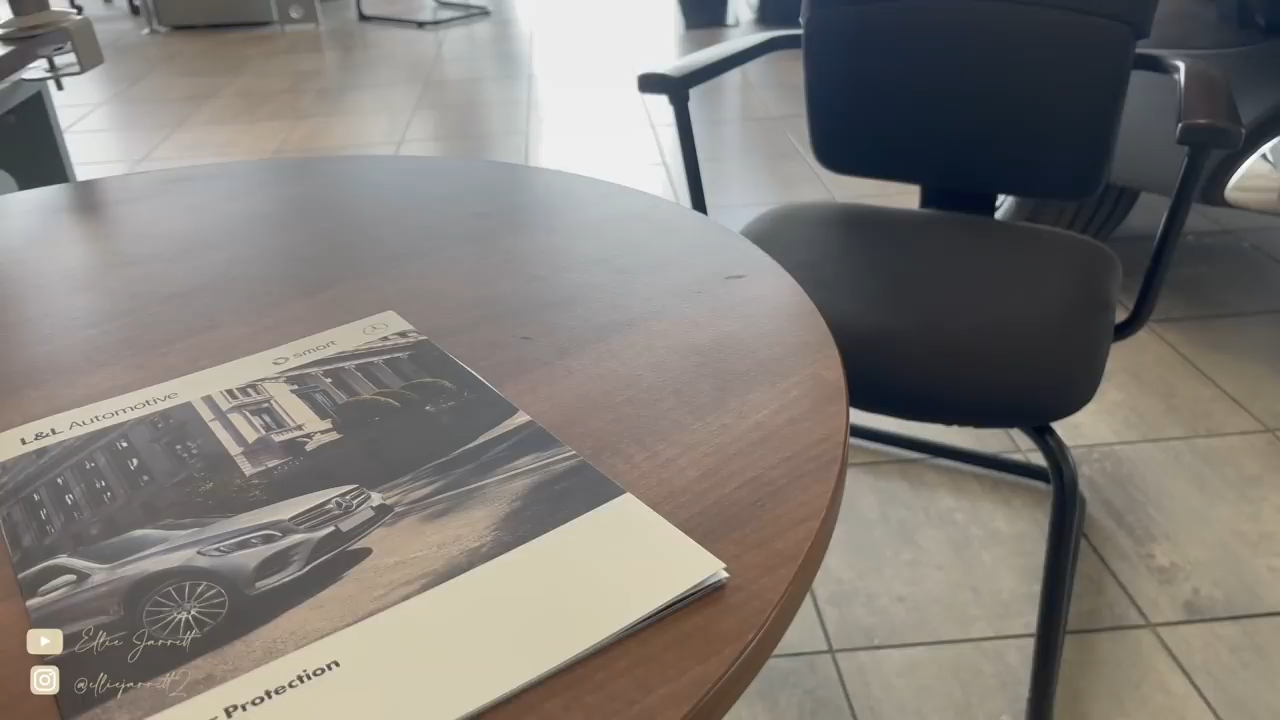 smart
L&L Automotive
Protection
Ellie Jarrett
@elliejarrett2